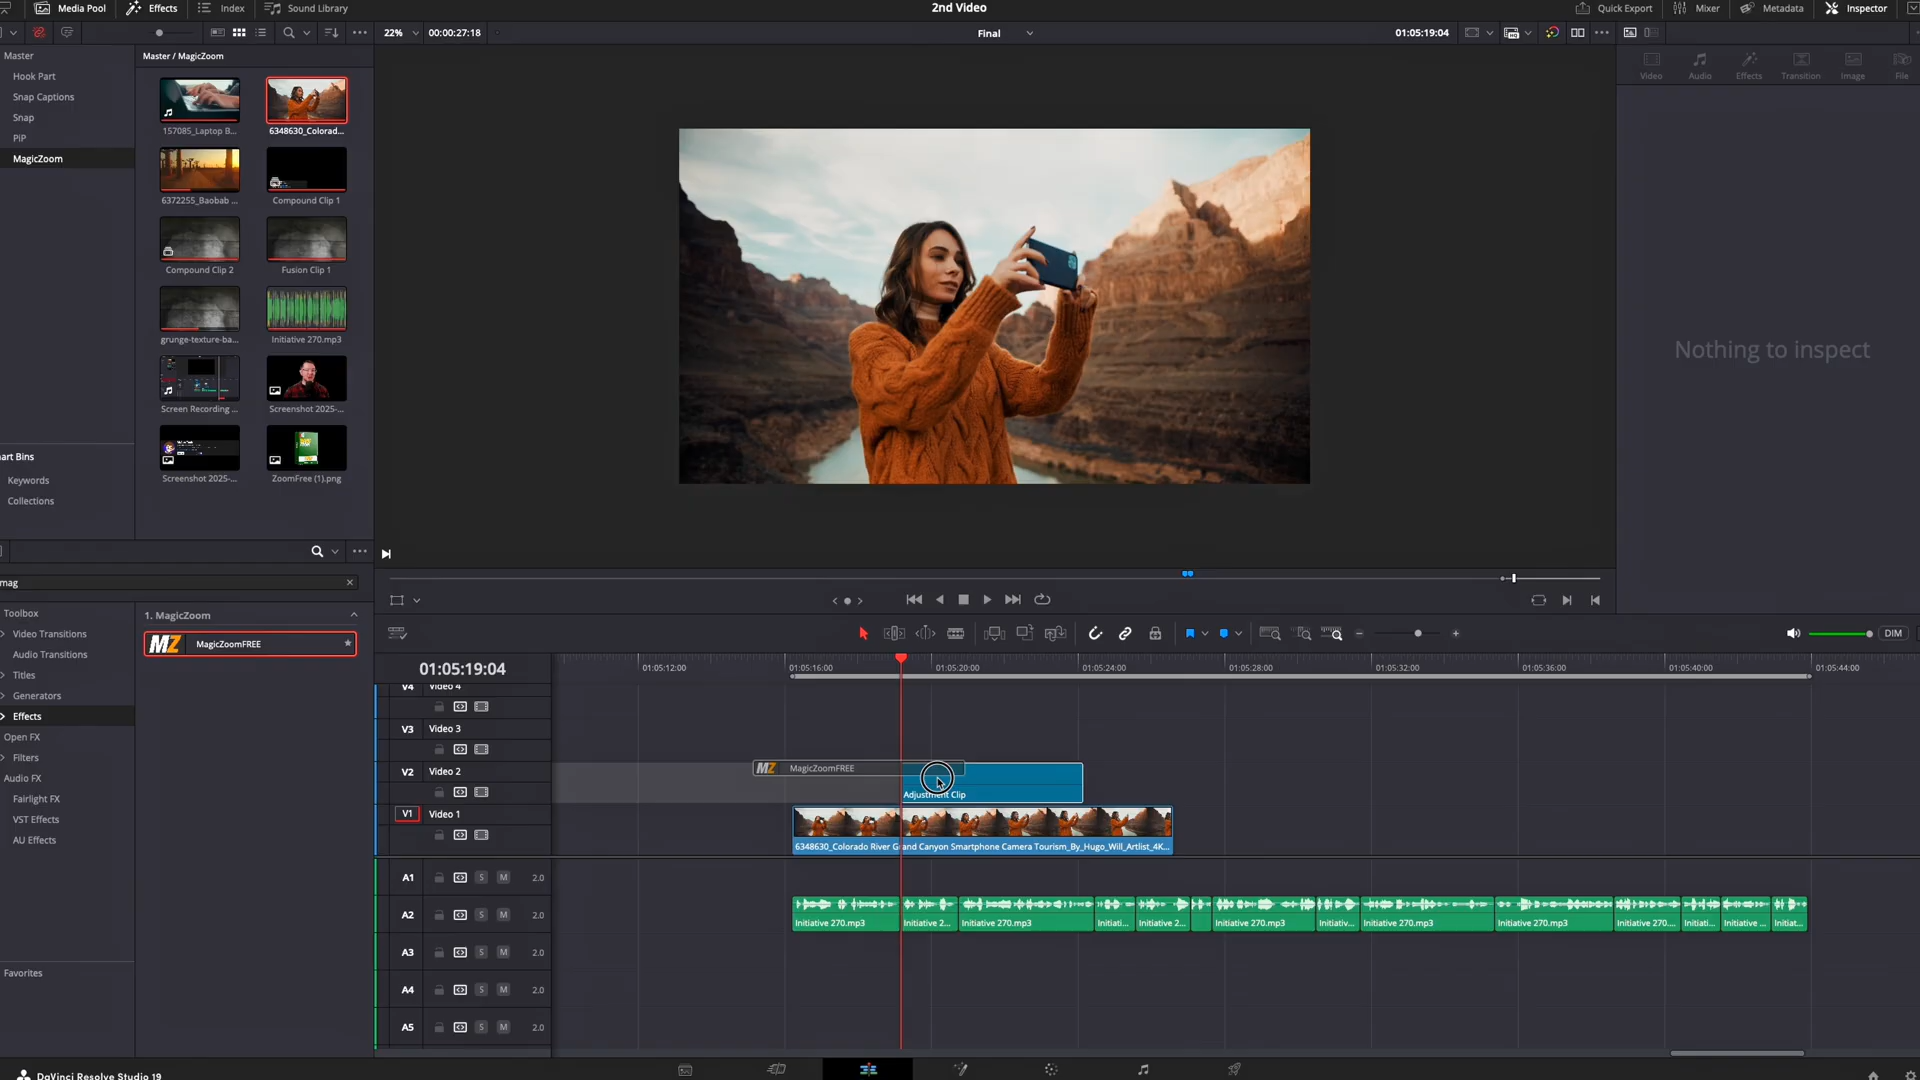 Media Pool Effects Index Sound Library 2nd Video Quick Export Mixer Metadata Inspector
22% 00:00:27:18 Final 01:05:19:04
Master
Hook Part
Snap Captions
Snap
PIP
MagicZoom
Master / MagicZoom
157085_Laptop B... 6348630_Colorad...
6372255_Baobab ... Compound Clip 1
Compound Clip 2 Fusion Clip 1
grunge-texture-ba... Initiative 270.mp3
Screen Recording ... Screenshot 2025-...
Screenshot 2025-... ZoomFree (1).png
Video Audio Effects Transition Image File
Nothing to inspect
art Bins
Keywords
Collections
mag
Toolbox
Video Transitions
Audio Transitions
Titles
Generators
Effects
Open FX
Filters
Audio FX
Fairlight FX
VST Effects
AU Effects
Favorites
1. MagicZoom
MZ MagicZoomFREE
DIM
01:05:19:04
01:05:12:00 01:05:16:00 01:05:20:00 01:05:24:00 01:05:28:00 01:05:32:00 01:05:36:00 01:05:40:00 01:05:44:00
V4 Video 4
V3 Video 3
V2 Video 2
MZ MagicZoomFREE
Adjustment Clip
V1 Video 1
6348630_Colorado River Grand Canyon Smartphone Camera Tourism_By_Hugo_Will_Artlist_4K...
A1 S M 2.0
A2 S M 2.0
Initiative 270.mp3 Initiative 2... Initiative 270.mp3 Initiati... Initiative 2... Initiative 270.mp3 Initiativ... Initiative 270.mp3 Initiative 270.mp3 Initiative 270.... Initiati... Initiative ... Initiat...
A3 S M 2.0
A4 S M 2.0
A5 S M 2.0
DaVinci Resolve Studio 19